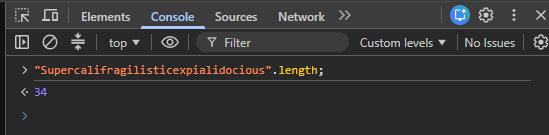 Elements Console Sources Network »
top Filter Custom levels No Issues
> "Supercalifragilisticexpialidocious".length;
34
>